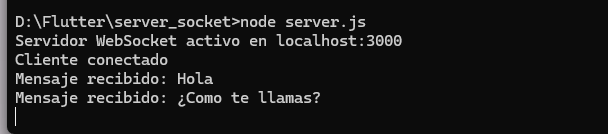 D:\Flutter\server_socket>node server.js
Servidor WebSocket activo en localhost:3000
Cliente conectado
Mensaje recibido: Hola
Mensaje recibido: ¿Como te llamas?